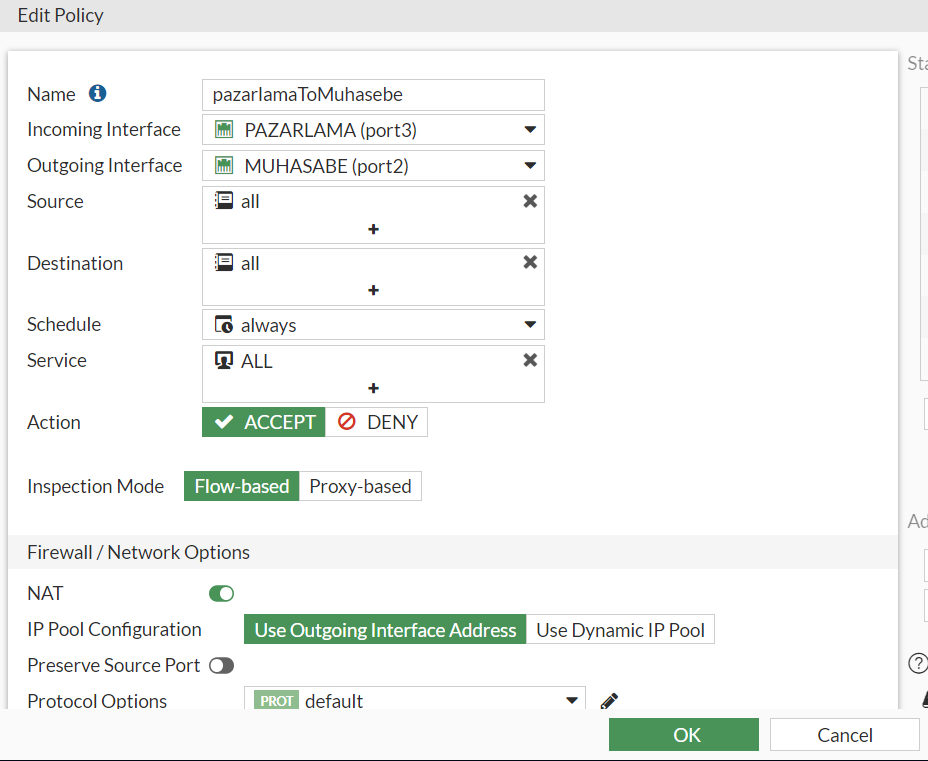 Edit Policy
Sta
Name pazarlamaToMuhasebe
Incoming Interface PAZARLAMA (port3)
Outgoing Interface MUHASABE (port2)
Source all
+
Destination all
+
Schedule always
Service ALL
+
Action ACCEPT DENY
Inspection Mode Flow-based Proxy-based
Ad
Firewall / Network Options
NAT
IP Pool Configuration Use Outgoing Interface Address Use Dynamic IP Pool
Preserve Source Port
Protocol Options PROT default
OK Cancel